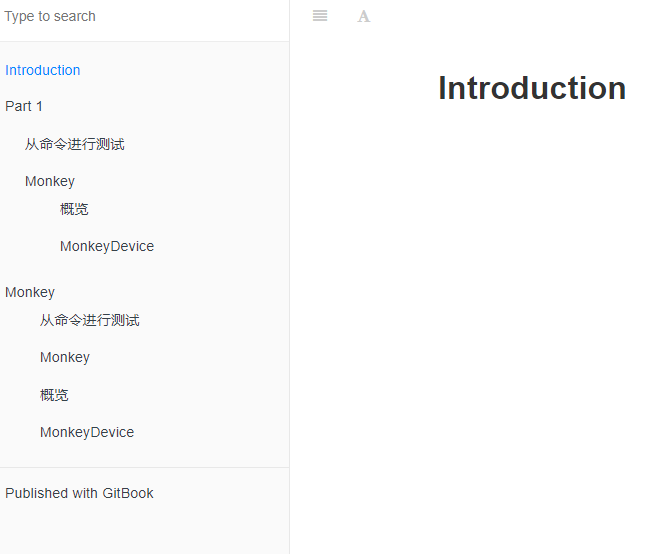 Type to search
A
Introduction
Introduction
Part 1
从命令进行测试
Monkey
概览
MonkeyDevice
Monkey
从命令进行测试
Monkey
概览
MonkeyDevice
Published with GitBook